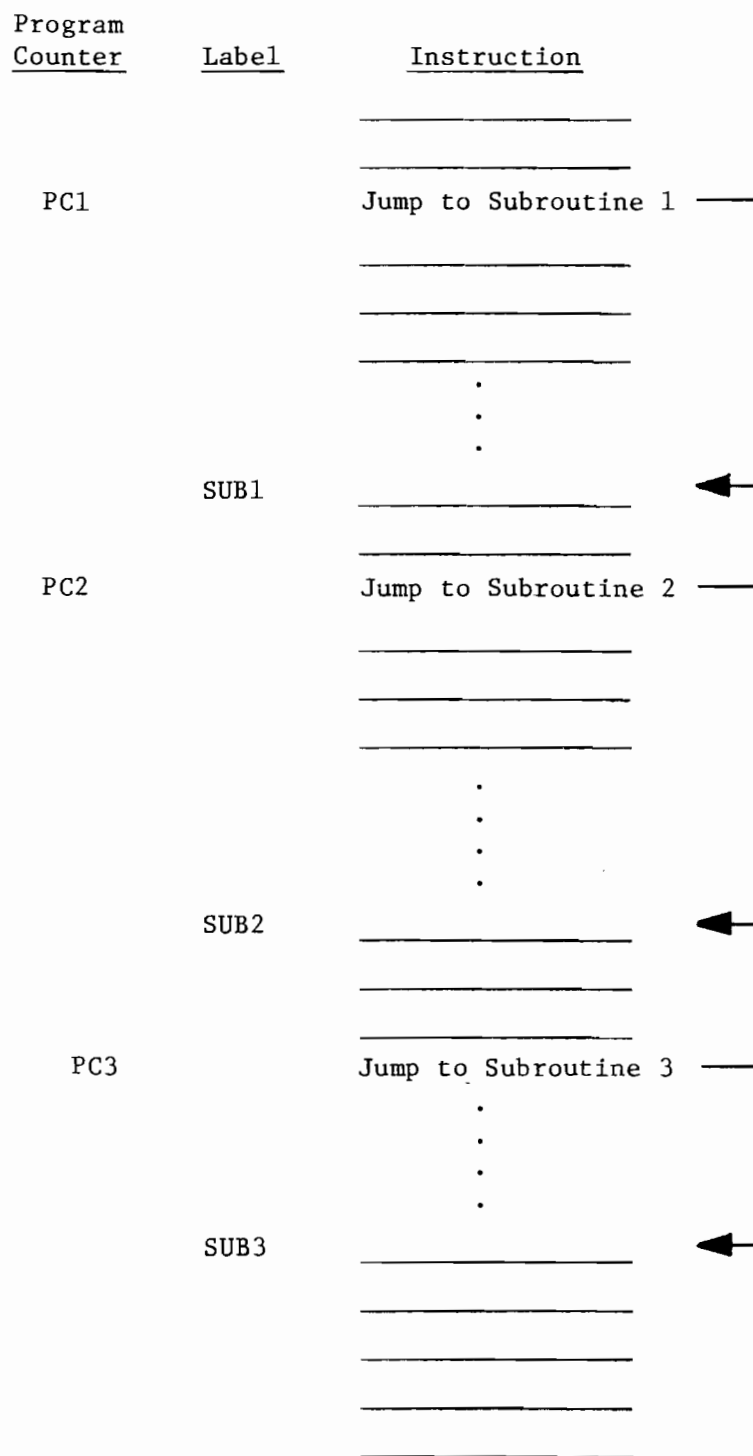 Program
Counter Label Instruction
PC1 Jump to Subroutine 1
SUB1
PC2 Jump to Subroutine 2
SUB2
PC3 Jump to Subroutine 3
SUB3